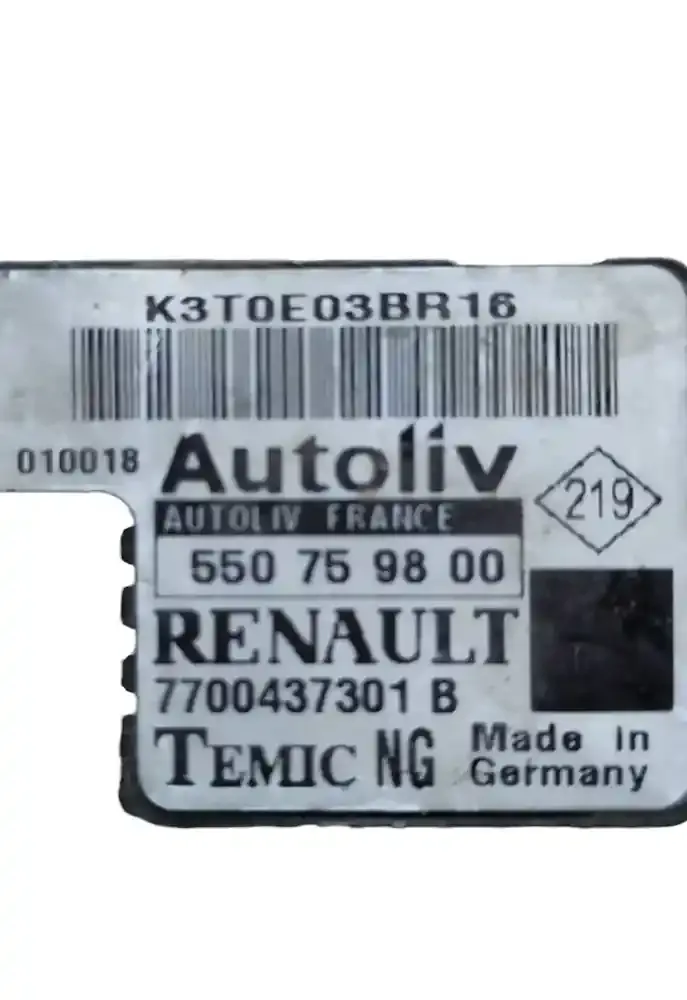 K3T0E03BR16
010018 Autoliv
219
AUTOLIV FRANCE
550 75 98 00
RENAULT
7700437301 B
TEMIC NG Made in
Germany